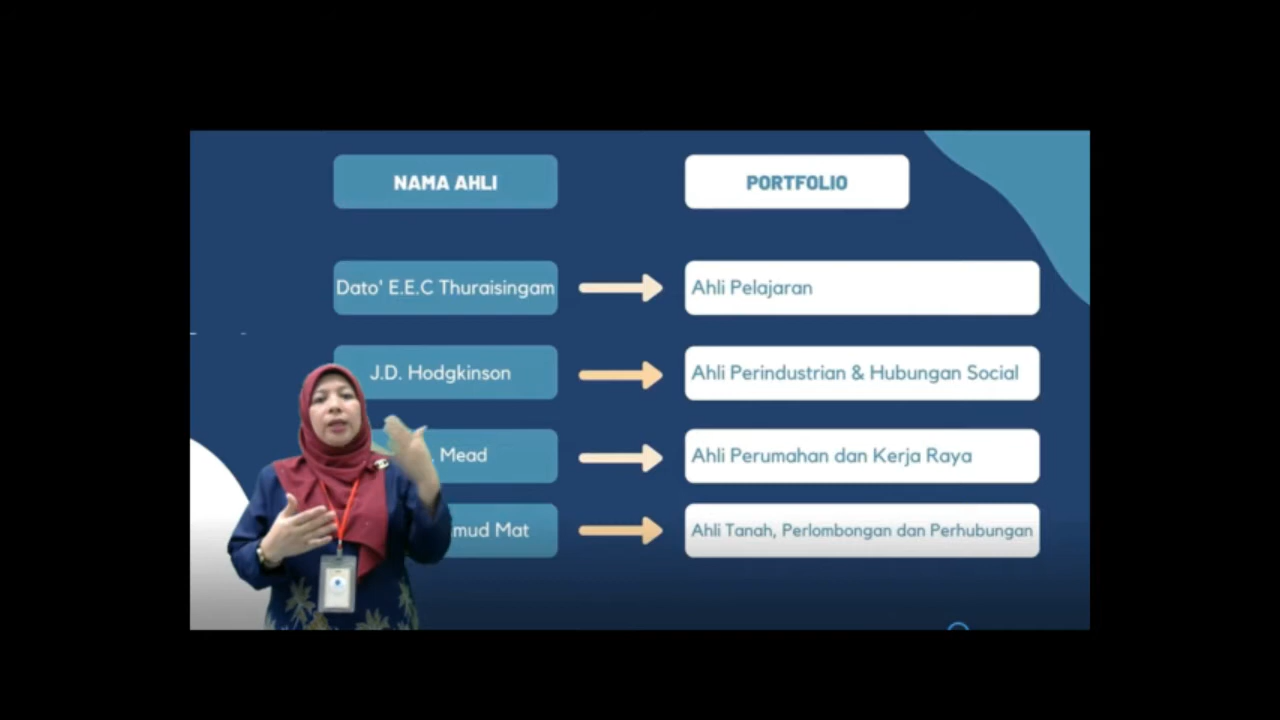 NAMA AHLI
PORTFOLIO
Dato' E.E.C Thuraisingam
Ahli Pelajaran
J.D. Hodgkinson
Ahli Perindustrian & Hubungan Social
. Mead
Ahli Perumahan dan Kerja Raya
mud Mat
Ahli Tanah, Perlombongan dan Perhubungan